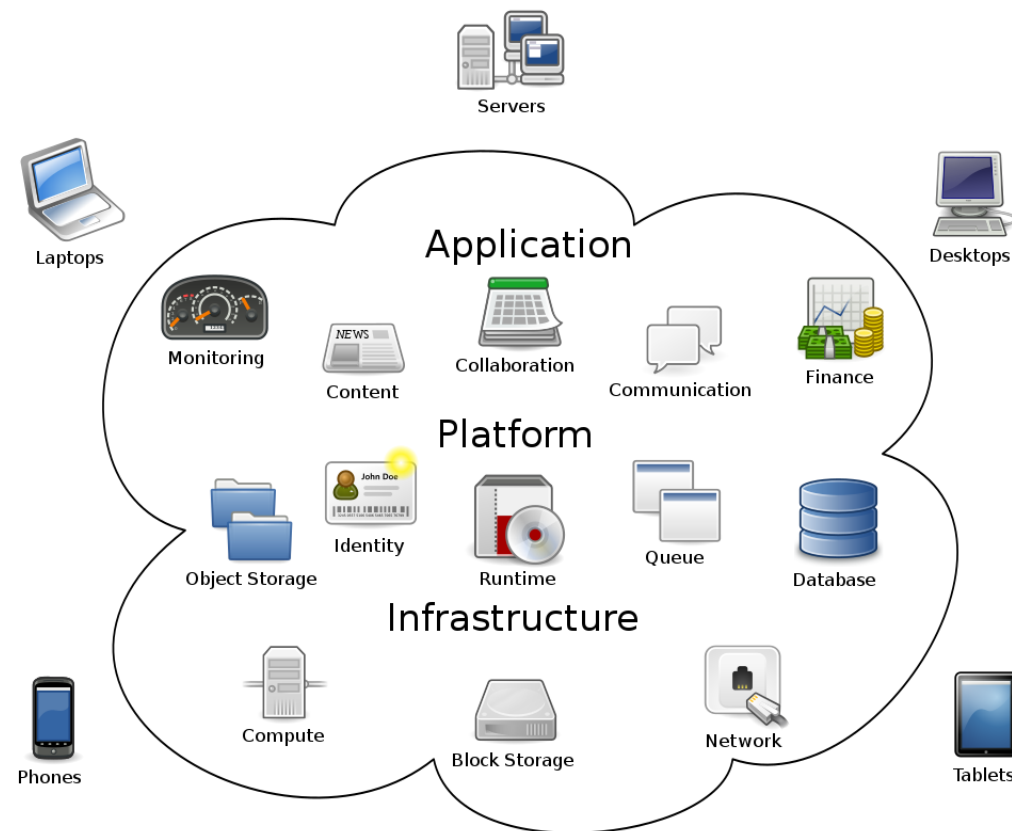 Servers
Laptops
Desktops
Application
Monitoring
NEWS
Content
Collaboration
Communication
Finance
Platform
John Doe
Object Storage
Identity
Runtime
Queue
Database
Infrastructure
Compute
Block Storage
Network
Phones
Tablets